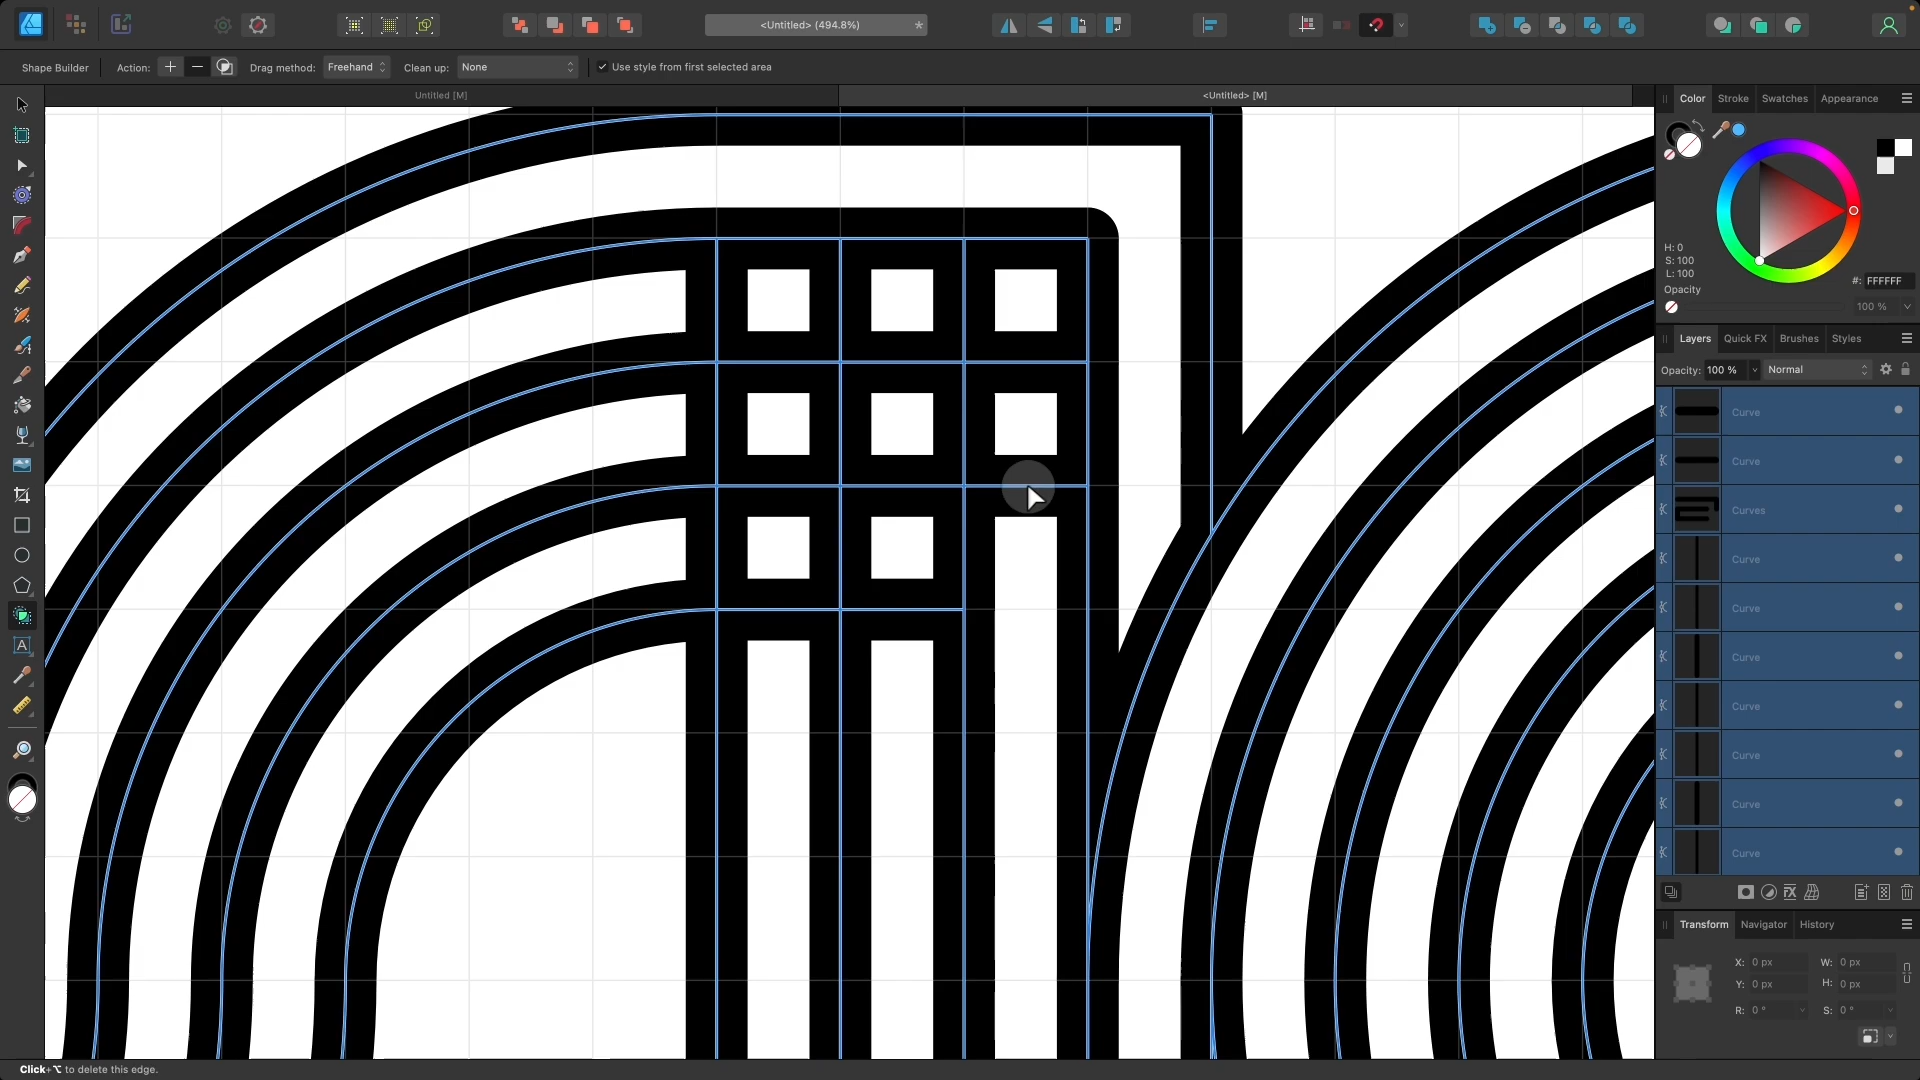 <Untitled> (494.8%)
*
Shape Builder
Action:
Drag method: Freehand
Clean up: None
Use style from first selected area
Untitled [M]
<Untitled> [M]
Color
Stroke
Swatches
Appearance
H: 0
S: 100
L: 100
#: FFFFFF
Opacity
100 %
Layers
Quick FX
Brushes
Styles
Opacity: 100 %
Normal
Curve
Curve
Curves
Curve
Curve
Curve
Curve
Curve
Curve
Curve
Transform
Navigator
History
X: 0 px
W: 0 px
Y: 0 px
H: 0 px
R: 0 °
S: 0 °
Click+⌥ to delete this edge.